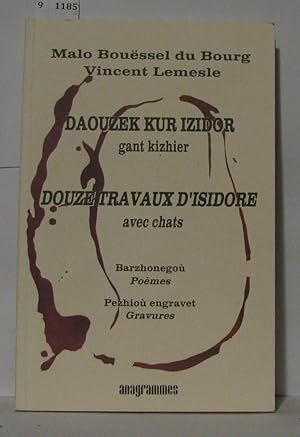 9 1185
Malo Bouëssel du Bourg
Vincent Lemesle
DAOUZEK KUR IZIDOR
gant kizhier
DOUZE TRAVAUX D'ISIDORE
avec chats
Barzhonegoù
Poèmes
Pezhioù engravet
Gravures
anagrammes